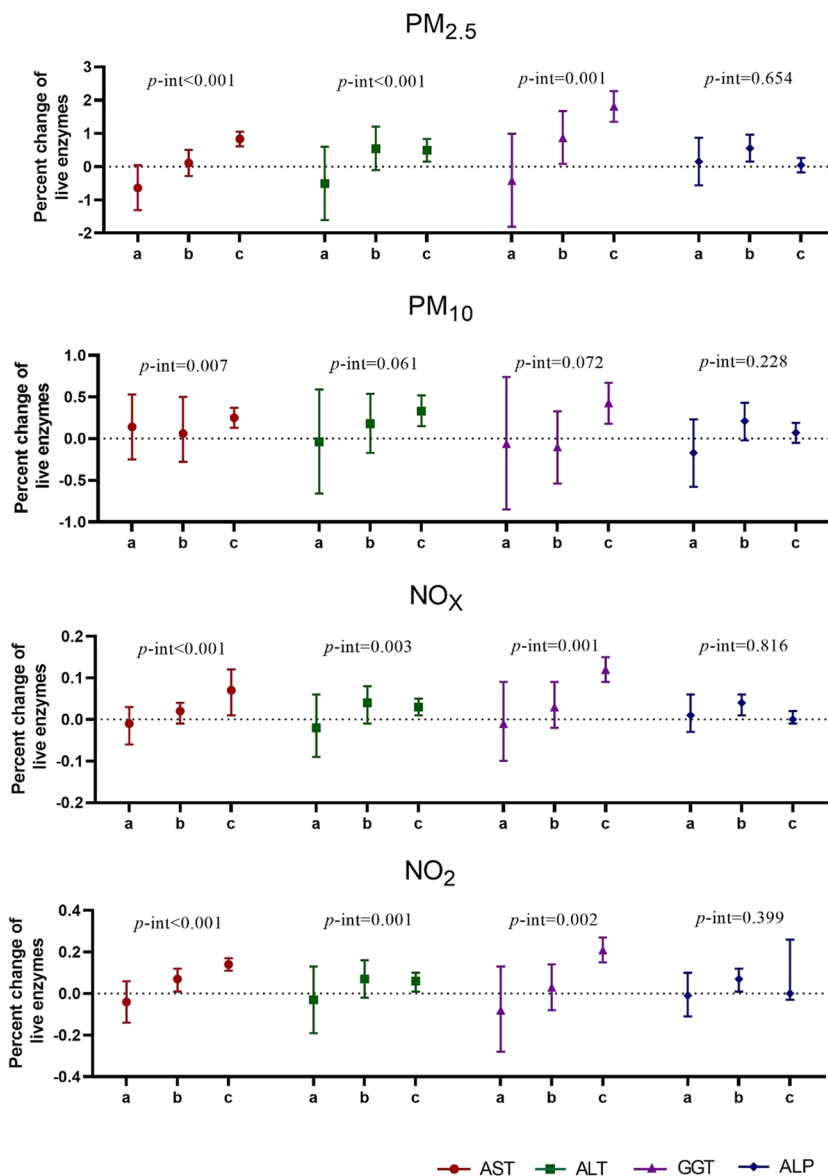 PM2.5
p-int<0.001 p-int<0.001 p-int=0.001 p-int=0.654
Percent change of
live enzymes
3
2
1
0
-1
-2
a b c a b c a b c a b c
PM10
p-int=0.007 p-int=0.061 p-int=0.072 p-int=0.228
Percent change of
live enzymes
1.0
0.5
0.0
-0.5
-1.0
a b c a b c a b c a b c
NOX
p-int<0.001 p-int=0.003 p-int=0.001 p-int=0.816
Percent change of
live enzymes
0.2
0.1
0.0
-0.1
-0.2
a b c a b c a b c a b c
NO2
p-int<0.001 p-int=0.001 p-int=0.002 p-int=0.399
Percent change of
live enzymes
0.4
0.2
0.0
-0.2
-0.4
a b c a b c a b c a b c
AST ALT GGT ALP